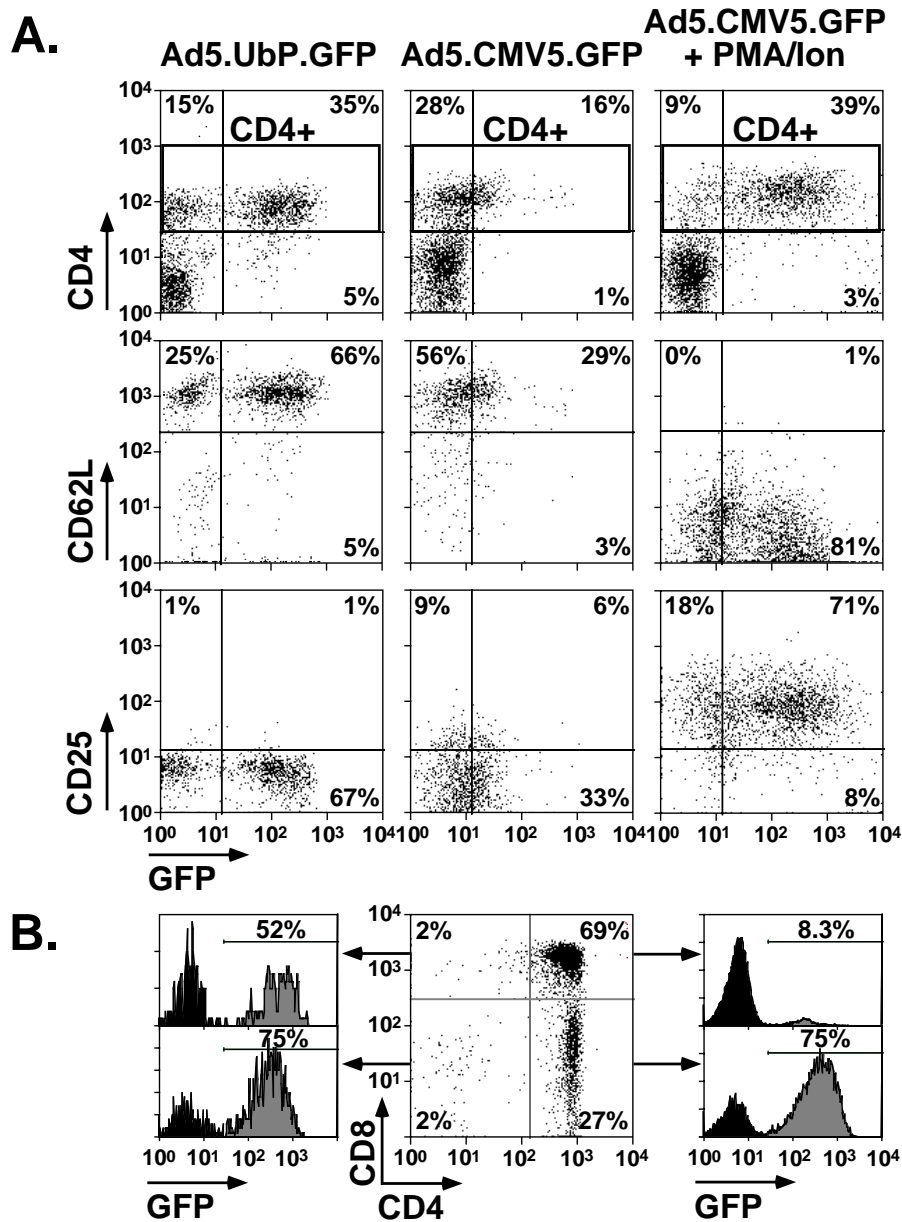 A.
Ad5.UbP.GFP
Ad5.CMV5.GFP
Ad5.CMV5.GFP
+ PMA/Ion
10⁴
15% 35%
28% 16%
9% 39%
CD4+
CD4+
CD4+
10³
10²
10¹
10⁰
CD4
5%
1%
3%
10⁴
25% 66%
56% 29%
0% 1%
10³
10²
10¹
10⁰
CD62L
5%
3%
81%
10⁴
1% 1%
9% 6%
18% 71%
10³
10²
10¹
10⁰
CD25
67%
33%
8%
10⁰ 10¹ 10² 10³ 10⁴
10⁰ 10¹ 10² 10³ 10⁴
10⁰ 10¹ 10² 10³ 10⁴
GFP
B.
52%
75%
10⁰ 10¹ 10² 10³
GFP
10⁴
10³
10²
10¹
2% 69%
2% 27%
CD8
10¹ 10² 10³ 10⁴
CD4
8.3%
75%
10⁰ 10¹ 10² 10³ 10⁴
GFP